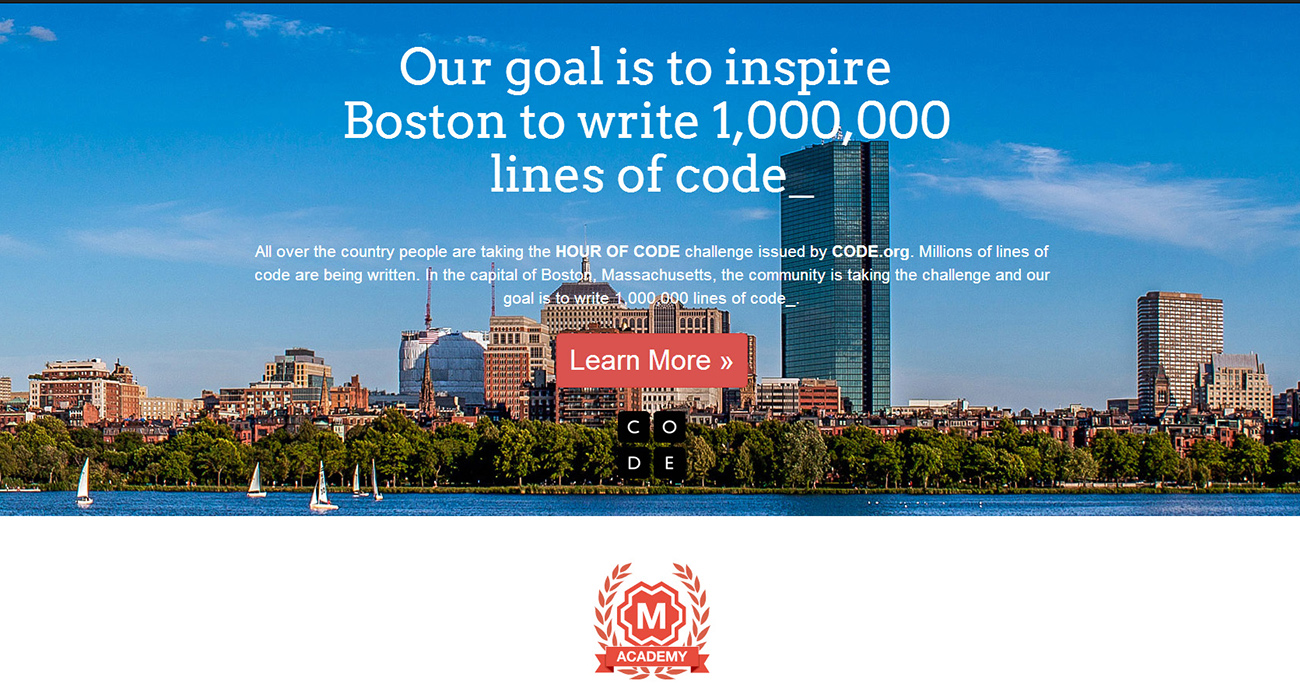 Our goal is to inspire
Boston to write 1,000,000
lines of code_
All over the country people are taking the HOUR OF CODE challenge issued by CODE.org. Millions of lines of
code are being written. In the capital of Boston, Massachusetts, the community is taking the challenge and our
goal is to write 1,000,000 lines of code_.
Learn More »
C O
D E
M
ACADEMY